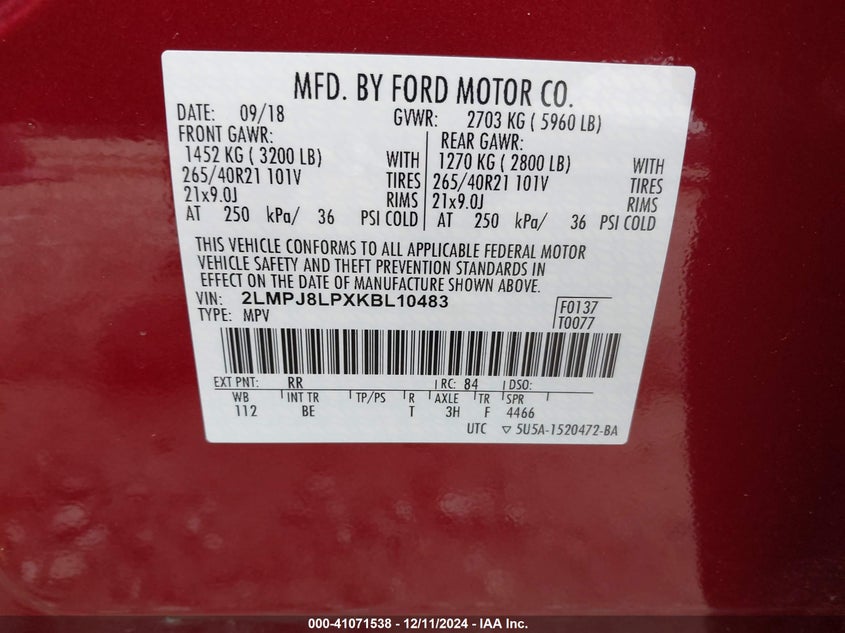 MFD. BY FORD MOTOR CO.
DATE: 09/18 GVWR: 2703 KG ( 5960 LB)
FRONT GAWR: REAR GAWR:
1452 KG ( 3200 LB) WITH 1270 KG ( 2800 LB) WITH
265/40R21 101V TIRES 265/40R21 101V TIRES
21x9.0J RIMS 21x9.0J RIMS
AT 250 kPa/ 36 PSI COLD AT 250 kPa/ 36 PSI COLD
THIS VEHICLE CONFORMS TO ALL APPLICABLE FEDERAL MOTOR
VEHICLE SAFETY AND THEFT PREVENTION STANDARDS IN
EFFECT ON THE DATE OF MANUFACTURE SHOWN ABOVE.
VIN: 2LMPJ8LPXKBL10483 F0137
TYPE: MPV T0077
EXT PNT: RR RC: 84 DSO:
WB INT TR TP/PS R AXLE TR SPR
112 BE T 3H F 4466
UTC ▽ 5U5A-1520472-BA
000-41071538 - 12/11/2024 - IAA Inc.